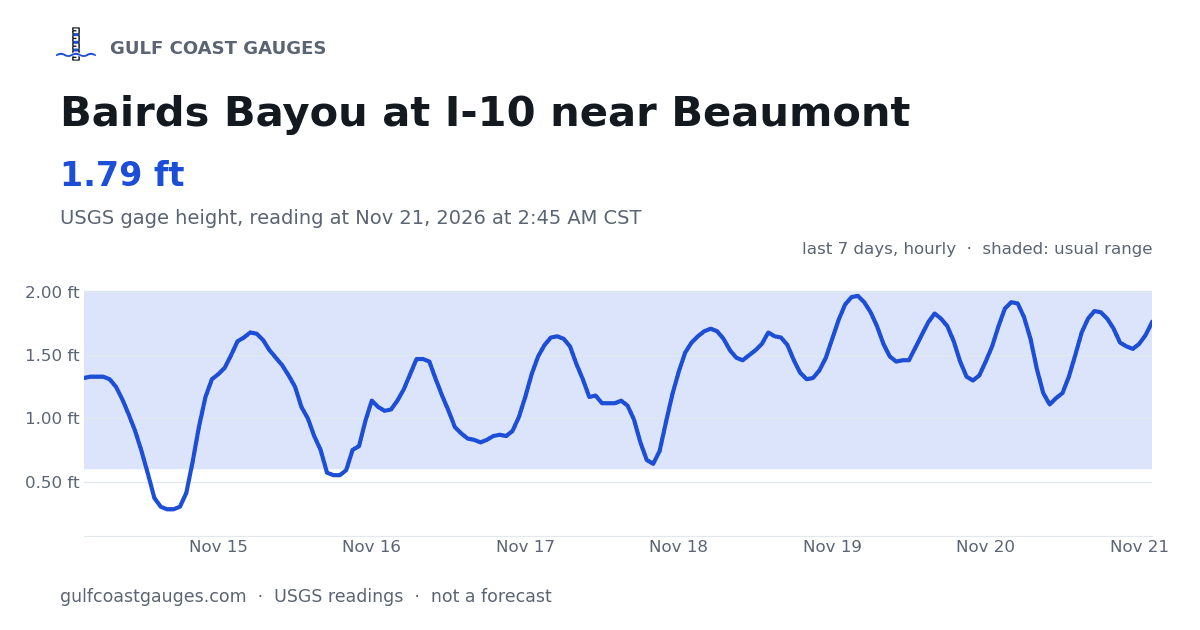 GULF COAST GAUGES
Bairds Bayou at I-10 near Beaumont
1.79 ft
USGS gage height, reading at Nov 21, 2026 at 2:45 AM CST
last 7 days, hourly · shaded: usual range
2.00 ft
1.50 ft
1.00 ft
0.50 ft
Nov 15 Nov 16 Nov 17 Nov 18 Nov 19 Nov 20 Nov 21
gulfcoastgauges.com · USGS readings · not a forecast